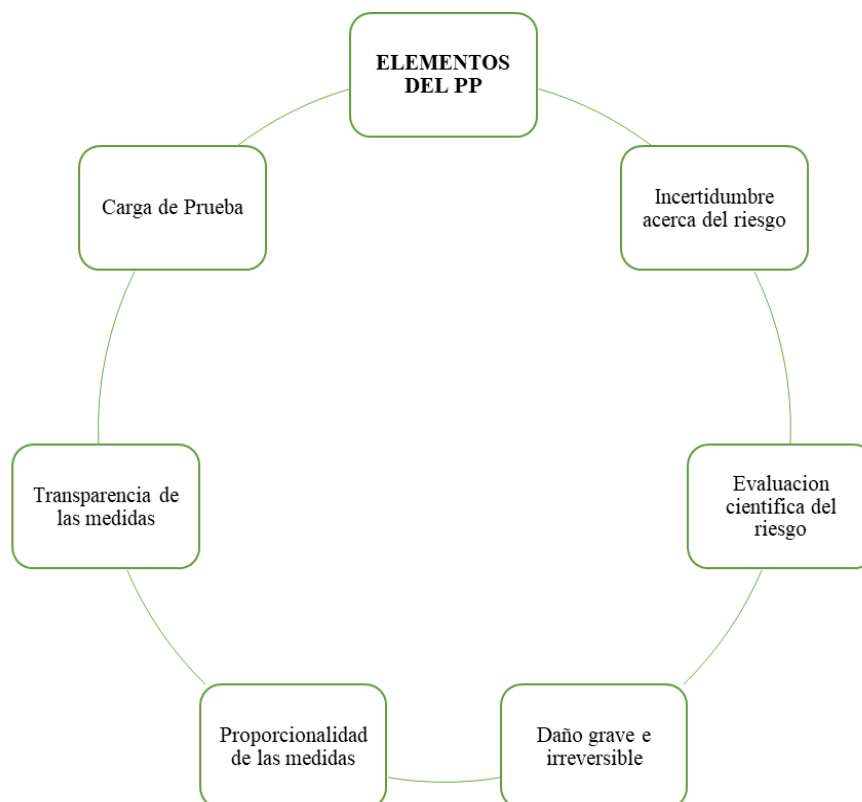 ELEMENTOS
DEL PP
Incertidumbre
acerca del riesgo
Evaluacion
cientifica del
riesgo
Daño grave e
irreversible
Proporcionalidad
de las medidas
Transparencia de
las medidas
Carga de Prueba